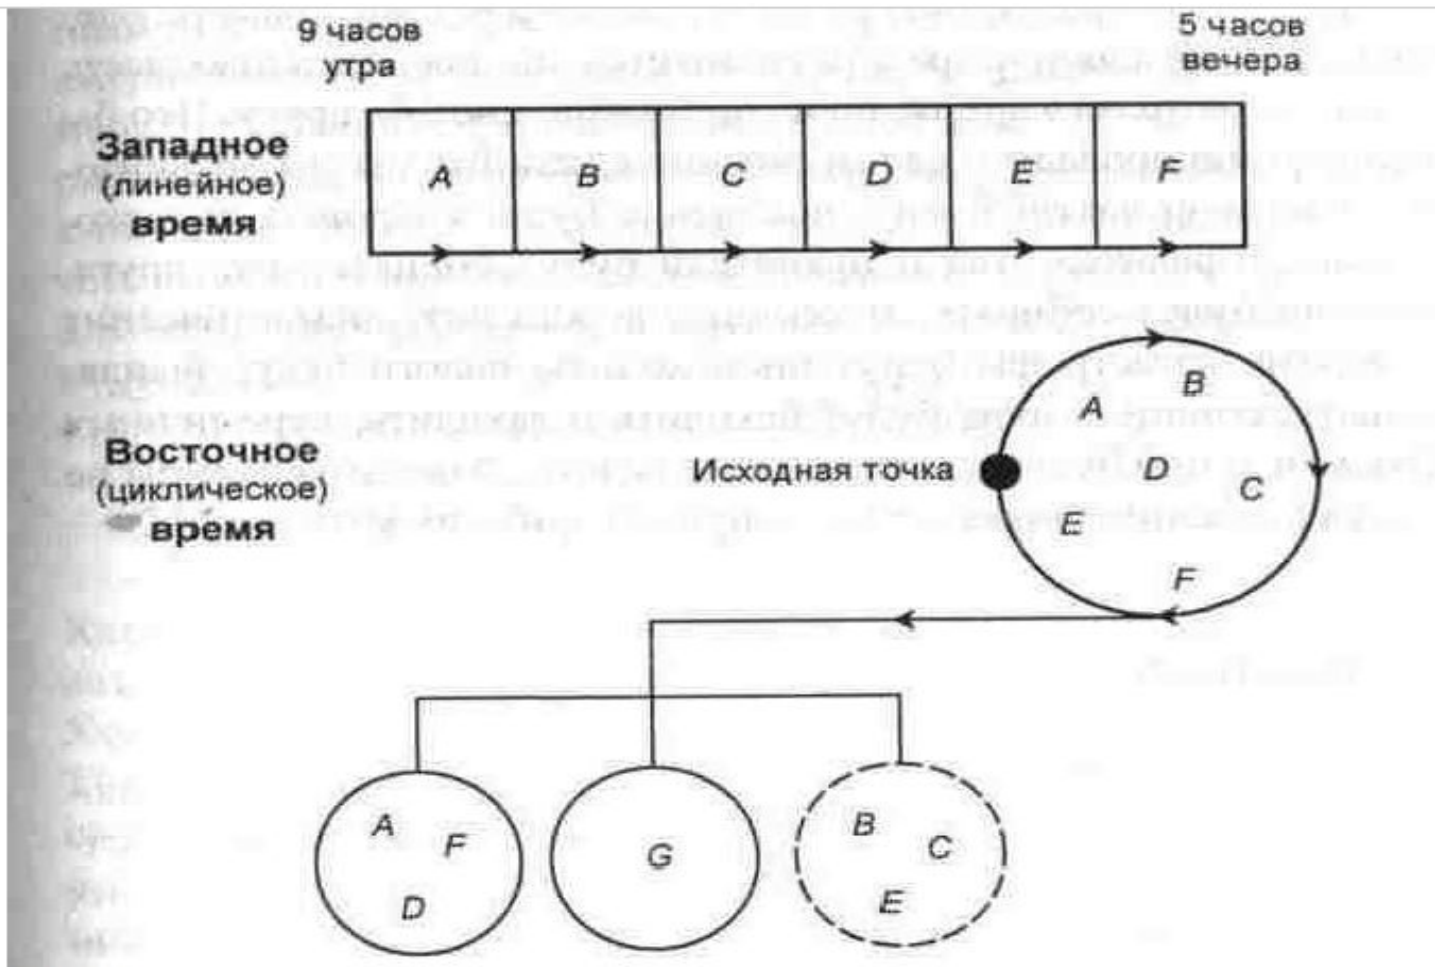 9 часов
утра
5 часов
вечера
Западное
(линейное)
время
A B C D E F
Восточное
(циклическое)
время
Исходная точка
A
B
D
C
E
F
A
F
D
G
B
C
E